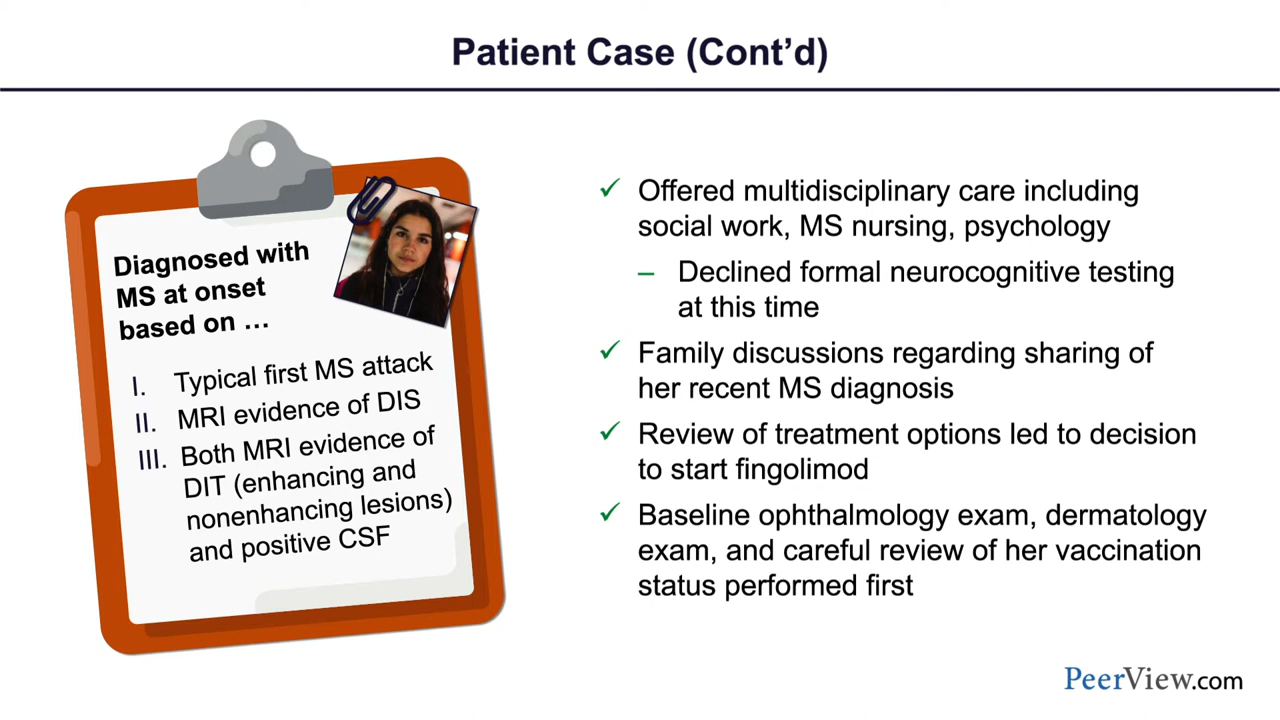 Patient Case (Cont’d)
Diagnosed with
MS at onset
based on …
I. Typical first MS attack
II. MRI evidence of DIS
III. Both MRI evidence of
DIT (enhancing and
nonenhancing lesions)
and positive CSF
✓ Offered multidisciplinary care including
social work, MS nursing, psychology
– Declined formal neurocognitive testing
at this time
✓ Family discussions regarding sharing of
her recent MS diagnosis
✓ Review of treatment options led to decision
to start fingolimod
✓ Baseline ophthalmology exam, dermatology
exam, and careful review of her vaccination
status performed first
PeerView.com